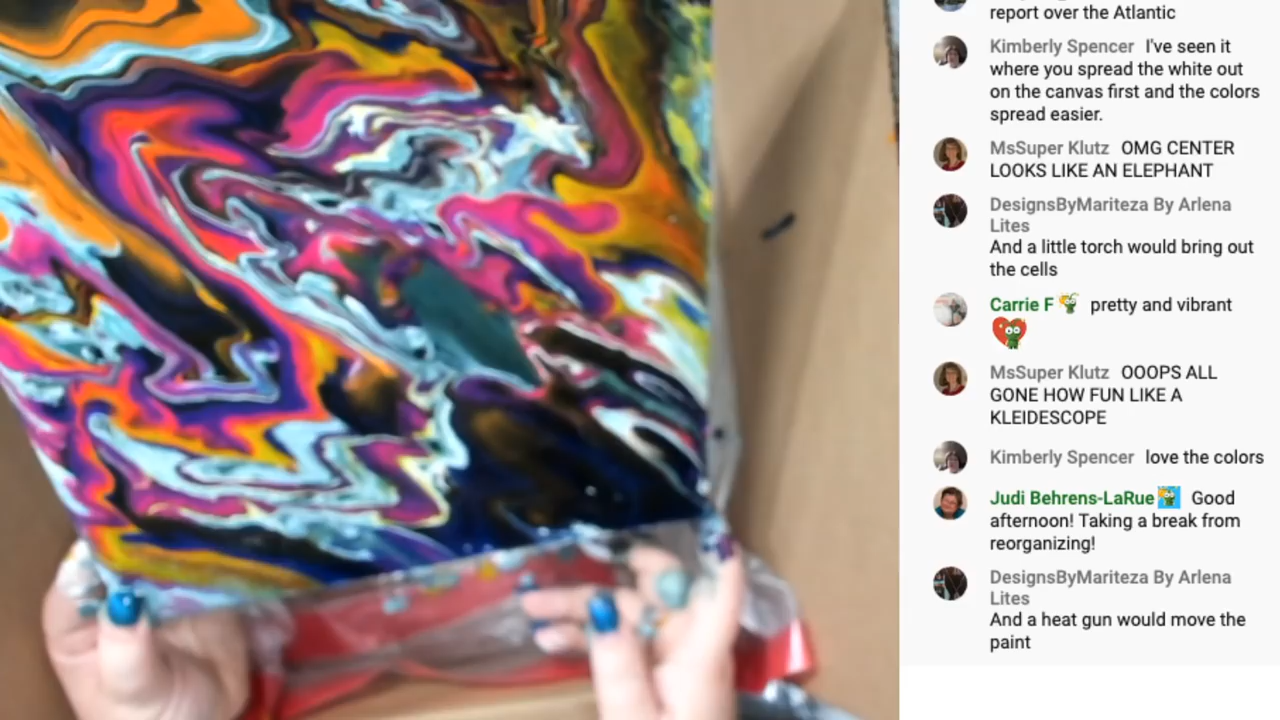 report over the Atlantic
Kimberly Spencer I've seen it
where you spread the white out
on the canvas first and the colors
spread easier.
MsSuper Klutz OMG CENTER
LOOKS LIKE AN ELEPHANT
DesignsByMariteza By Arlena
Lites
And a little torch would bring out
the cells
Carrie F pretty and vibrant
MsSuper Klutz OOOPS ALL
GONE HOW FUN LIKE A
KLEIDESCOPE
Kimberly Spencer love the colors
Judi Behrens-LaRue Good
afternoon! Taking a break from
reorganizing!
DesignsByMariteza By Arlena
Lites
And a heat gun would move the
paint